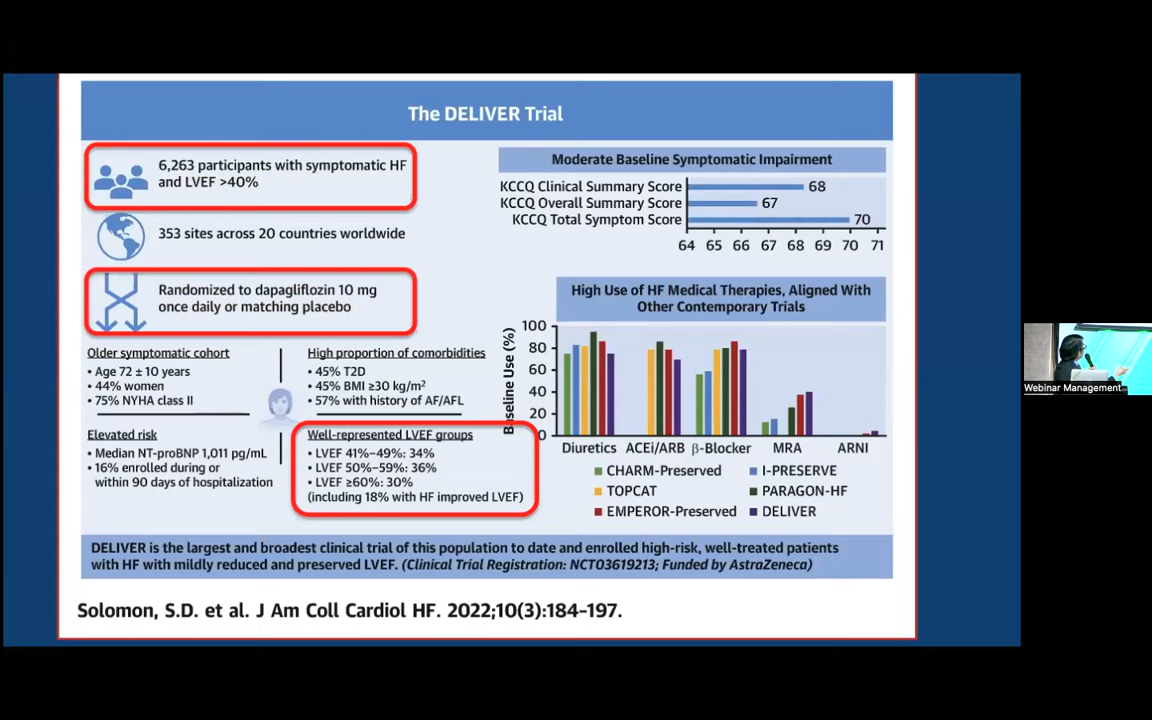 The DELIVER Trial
6,263 participants with symptomatic HF
and LVEF >40%
353 sites across 20 countries worldwide
Randomized to dapagliflozin 10 mg
once daily or matching placebo
Older symptomatic cohort
• Age 72 ± 10 years
• 44% women
• 75% NYHA class II
High proportion of comorbidities
• 45% T2D
• 45% BMI ≥30 kg/m²
• 57% with history of AF/AFL
Elevated risk
• Median NT-proBNP 1,011 pg/mL
• 16% enrolled during or
within 90 days of hospitalization
Well-represented LVEF groups
• LVEF 41%–49%: 34%
• LVEF 50%–59%: 36%
• LVEF ≥60%: 30%
(including 18% with HF improved LVEF)
Moderate Baseline Symptomatic Impairment
KCCQ Clinical Summary Score 68
KCCQ Overall Summary Score 67
KCCQ Total Symptom Score 70
64 65 66 67 68 69 70 71
High Use of HF Medical Therapies, Aligned With
Other Contemporary Trials
Baseline Use (%)
100
80
60
40
20
0
Diuretics ACEi/ARB β-Blocker MRA ARNI
CHARM-Preserved I-PRESERVE
TOPCAT PARAGON-HF
EMPEROR-Preserved DELIVER
DELIVER is the largest and broadest clinical trial of this population to date and enrolled high-risk, well-treated patients
with HF with mildly reduced and preserved LVEF. (Clinical Trial Registration: NCT03619213; Funded by AstraZeneca)
Solomon, S.D. et al. J Am Coll Cardiol HF. 2022;10(3):184–197.
Webinar Management...